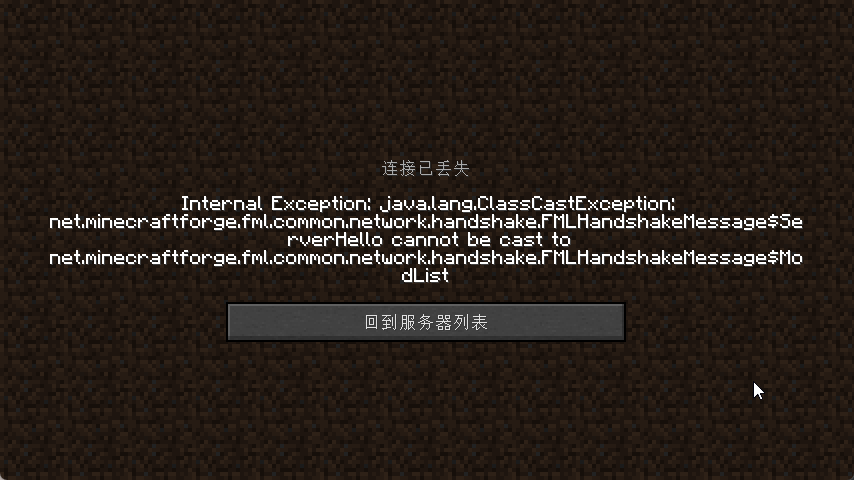 连接已丢失
Internal Exception: java.lang.ClassCastException:
net.minecraftforge.fml.common.network.handshake.FMLHandshakeMessage$Se
rverHello cannot be cast to
net.minecraftforge.fml.common.network.handshake.FMLHandshakeMessage$Mo
dList
回到服务器列表